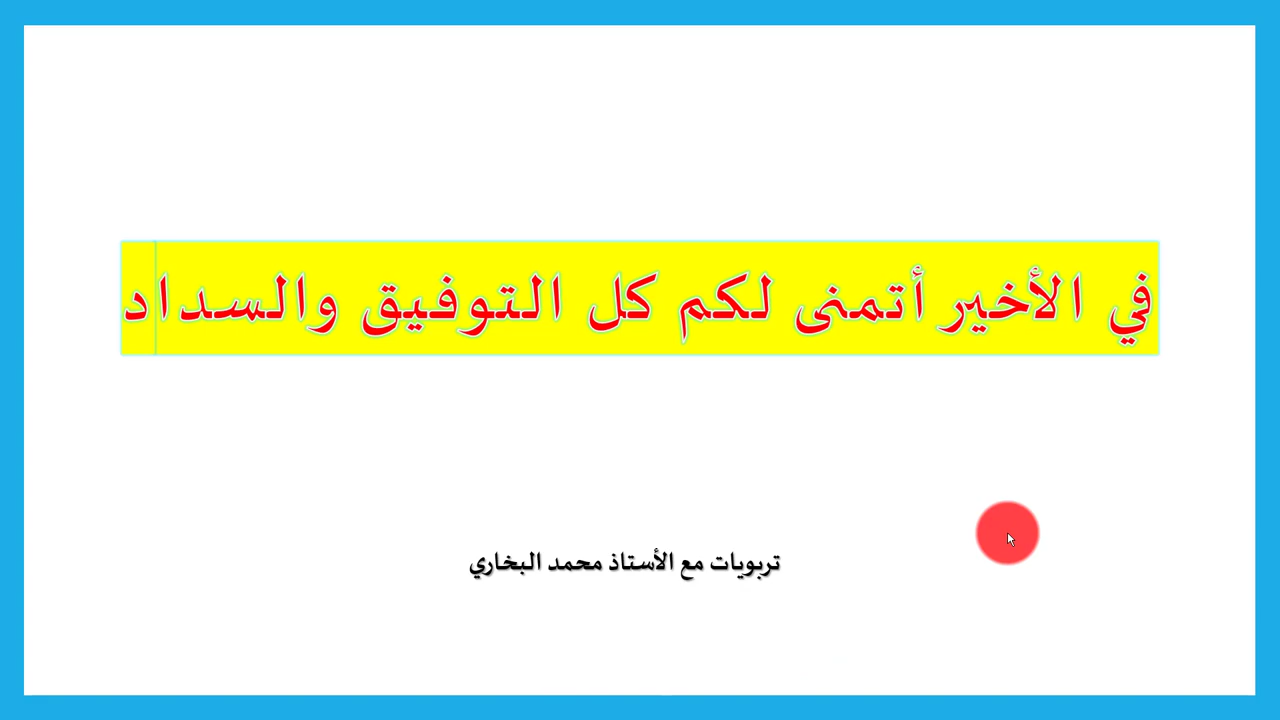 في الأخير أتمنى لكم كل التوفيق والسداد
تربويات مع الأستاذ محمد البخاري